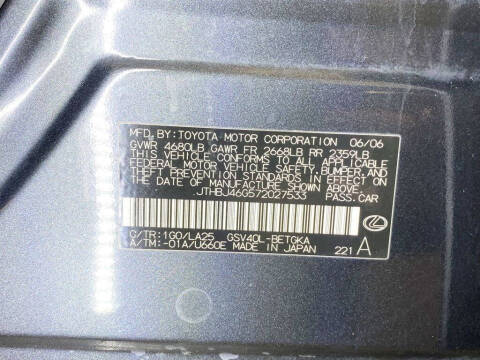 MFD. BY: TOYOTA MOTOR CORPORATION 06/06
GVWR 4680LB GAWR FR 2668LB RR 2359LB
THIS VEHICLE CONFORMS TO ALL APPLICABLE
FEDERAL MOTOR VEHICLE SAFETY, BUMPER, AND
THEFT PREVENTION STANDARDS IN EFFECT ON
THE DATE OF MANUFACTURE SHOWN ABOVE.
JTHBJ46G572027533 PASS.CAR
C/TR:1G0/LA25 GSV40L-BETGKA
A/TM:-01A/U660E MADE IN JAPAN 221 A